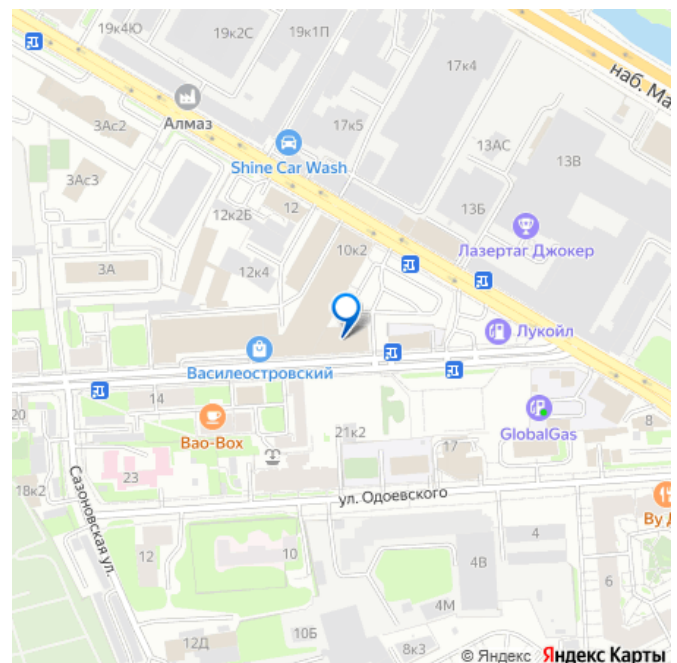 19к4Ю
19к2С
19к1П
17к4
наб. Ма
Алмаз
3Ас2
17к5
Shine Car Wash
13АС
13В
3Ас3
12к2Б
12
13Б
Лазертаг Джокер
10к2
3А
12к4
Лукойл
Василеостровский
20
14
Bao-Box
21к2
17
GlobalGas
8
23
18к2
ул. Одоевского
Ву Д
Сазоновская ул.
12
10
4В
4
6
4М
12Д
10Б
8к3
© Яндекс Яндекс Карты